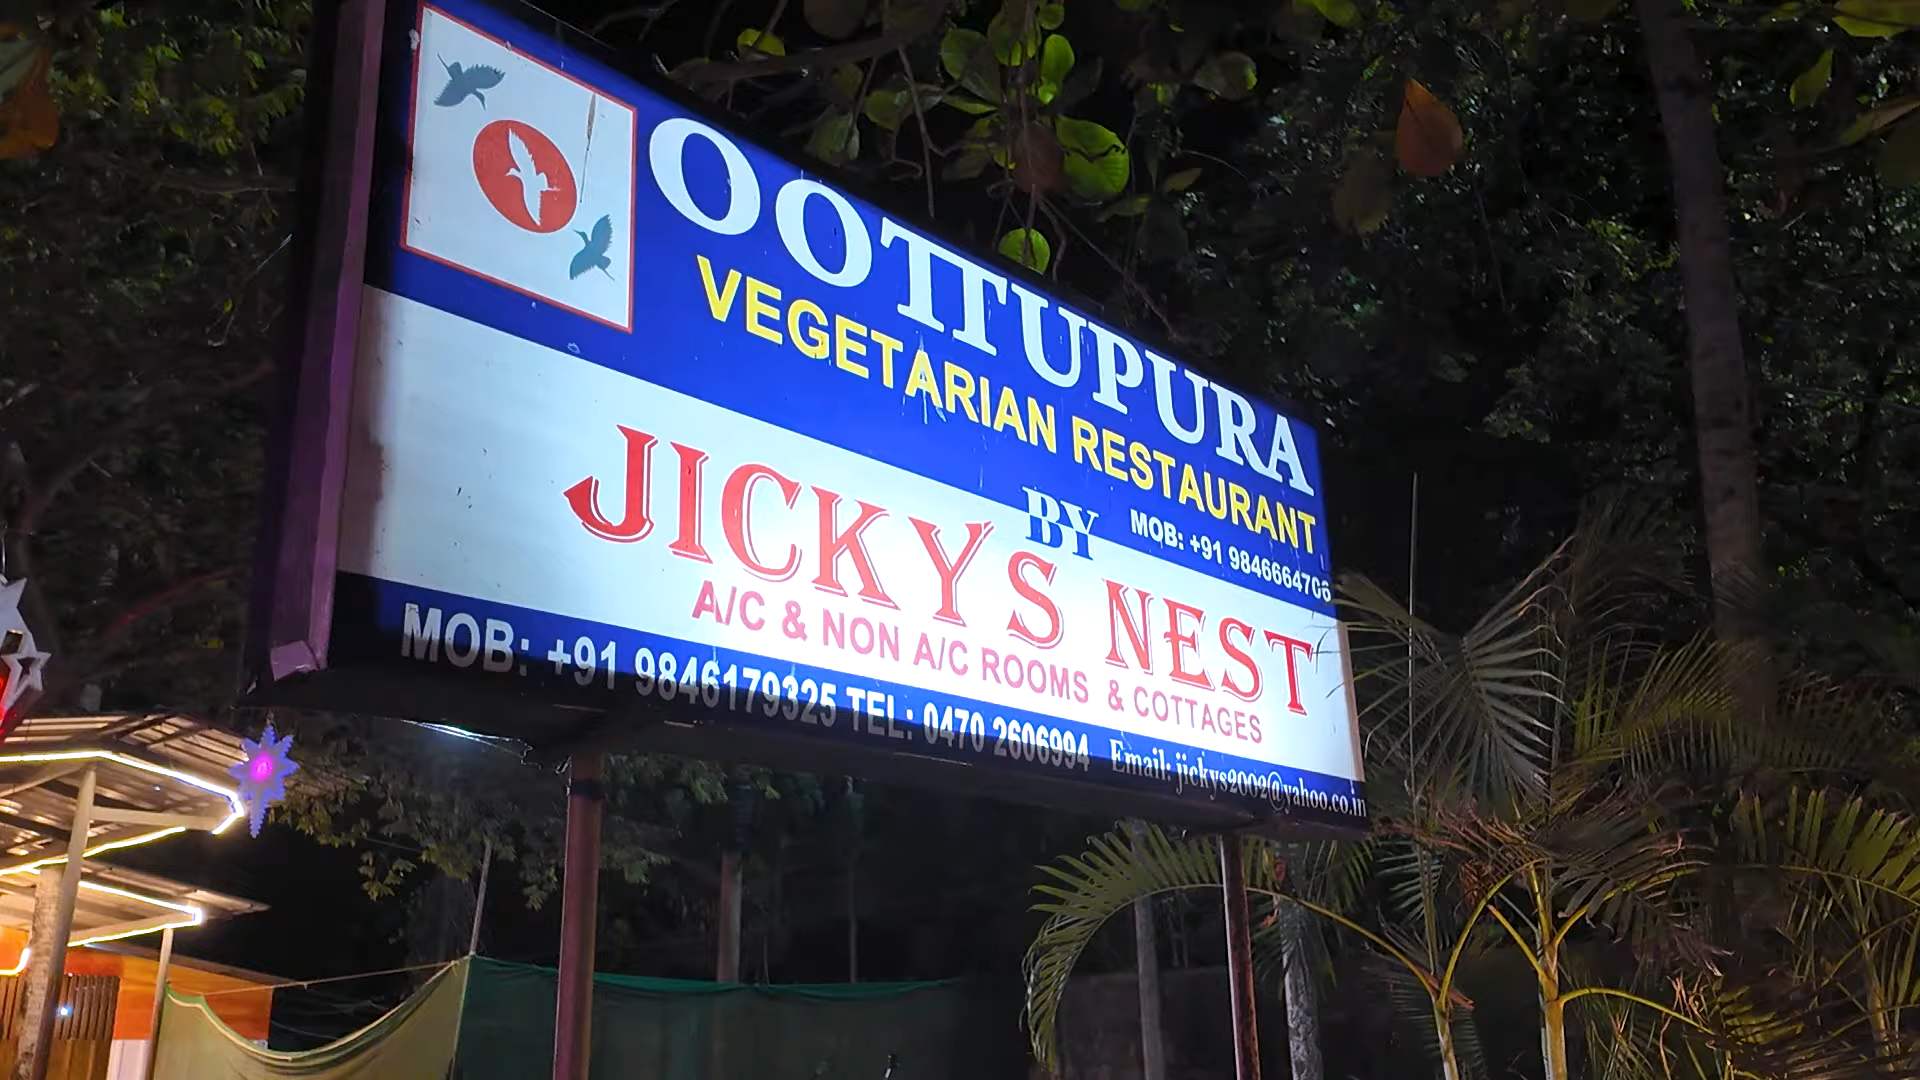 OOTTUPURA
VEGETARIAN RESTAURANT
BY
MOB: +91 9846664706
JICKYS NEST
A/C & NON A/C ROOMS & COTTAGES
MOB: +91 9846179325 TEL: 0470 2606994 Email: jickys2002@yahoo.co.in